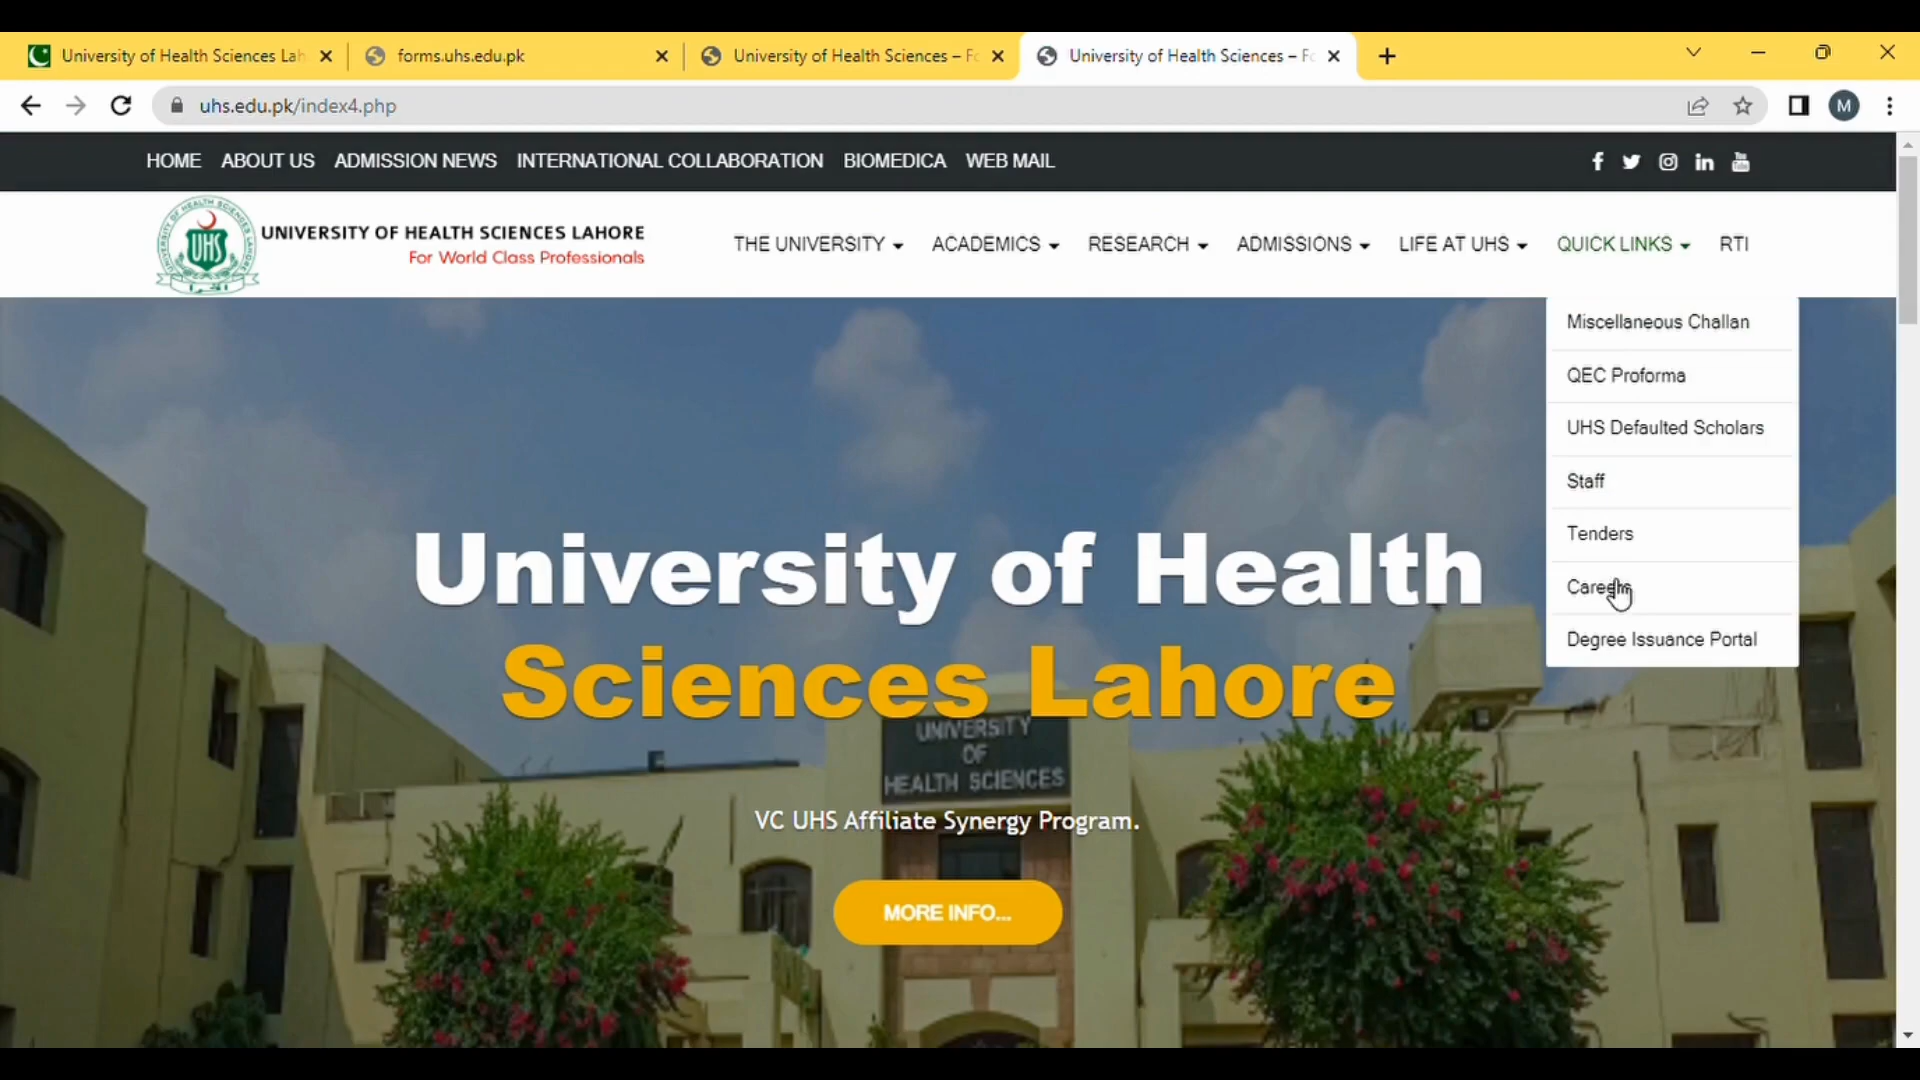 University of Health Sciences Lah
forms.uhs.edu.pk
University of Health Sciences – Fo
University of Health Sciences – Fo
uhs.edu.pk/index4.php
M
HOME ABOUT US ADMISSION NEWS INTERNATIONAL COLLABORATION BIOMEDICA WEB MAIL
UNIVERSITY OF HEALTH SCIENCES LAHORE
For World Class Professionals
UHS
THE UNIVERSITY ACADEMICS RESEARCH ADMISSIONS LIFE AT UHS QUICK LINKS RTI
Miscellaneous Challan
QEC Proforma
UHS Defaulted Scholars
Staff
Tenders
Careers
Degree Issuance Portal
University of Health
Sciences Lahore
UNIVERSITY
OF
HEALTH SCIENCES
VC UHS Affiliate Synergy Program.
MORE INFO...